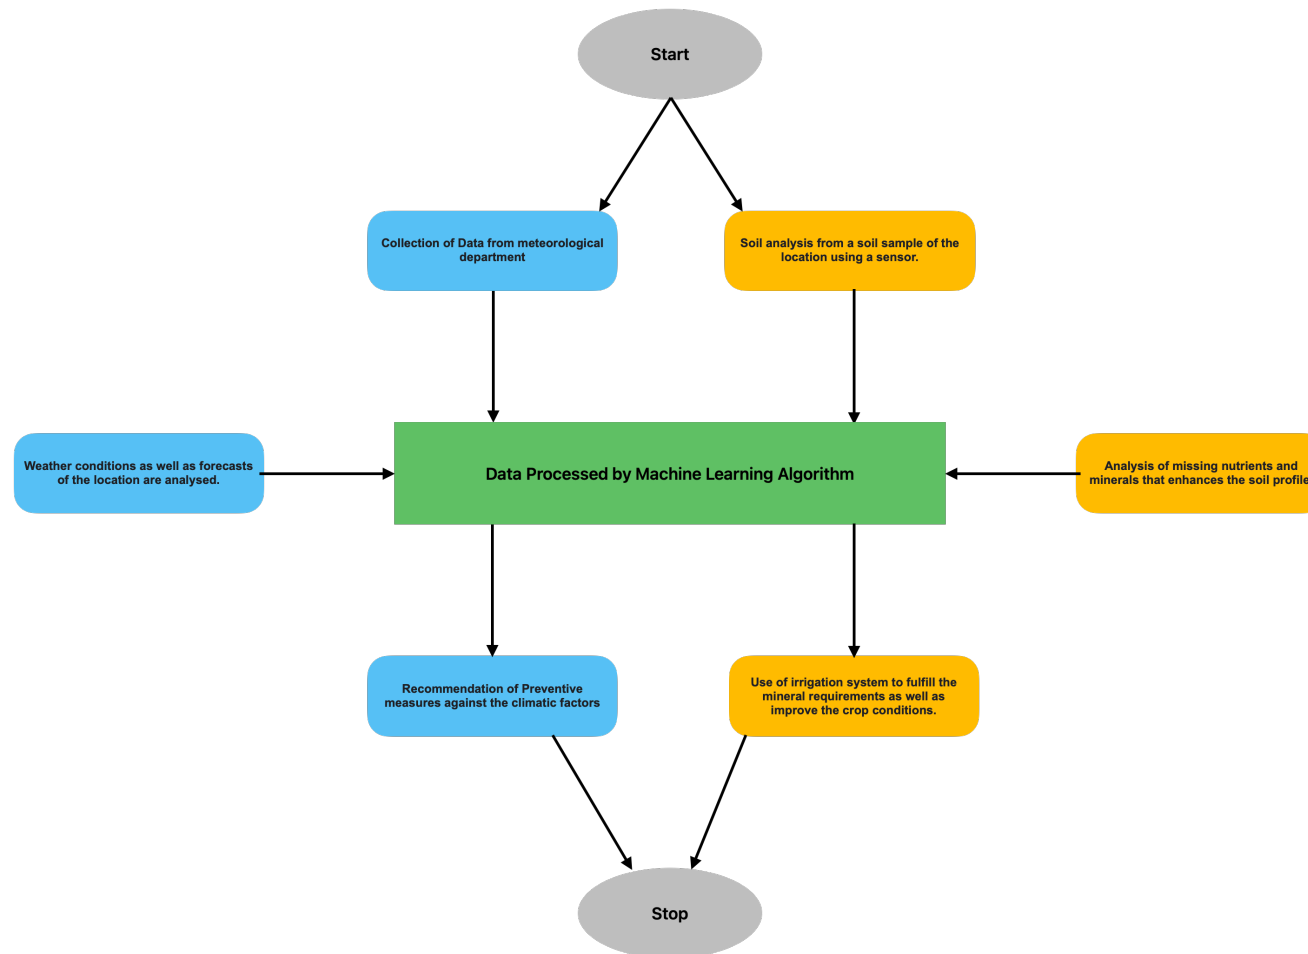 Start
Collection of Data from meteorological
department
Soil analysis from a soil sample of the
location using a sensor.
Weather conditions as well as forecasts
of the location are analysed.
Data Processed by Machine Learning Algorithm
Analysis of missing nutrients and
minerals that enhances the soil profile
Recommendation of Preventive
measures against the climatic factors
Use of irrigation system to fulfill the
mineral requirements as well as
improve the crop conditions.
Stop